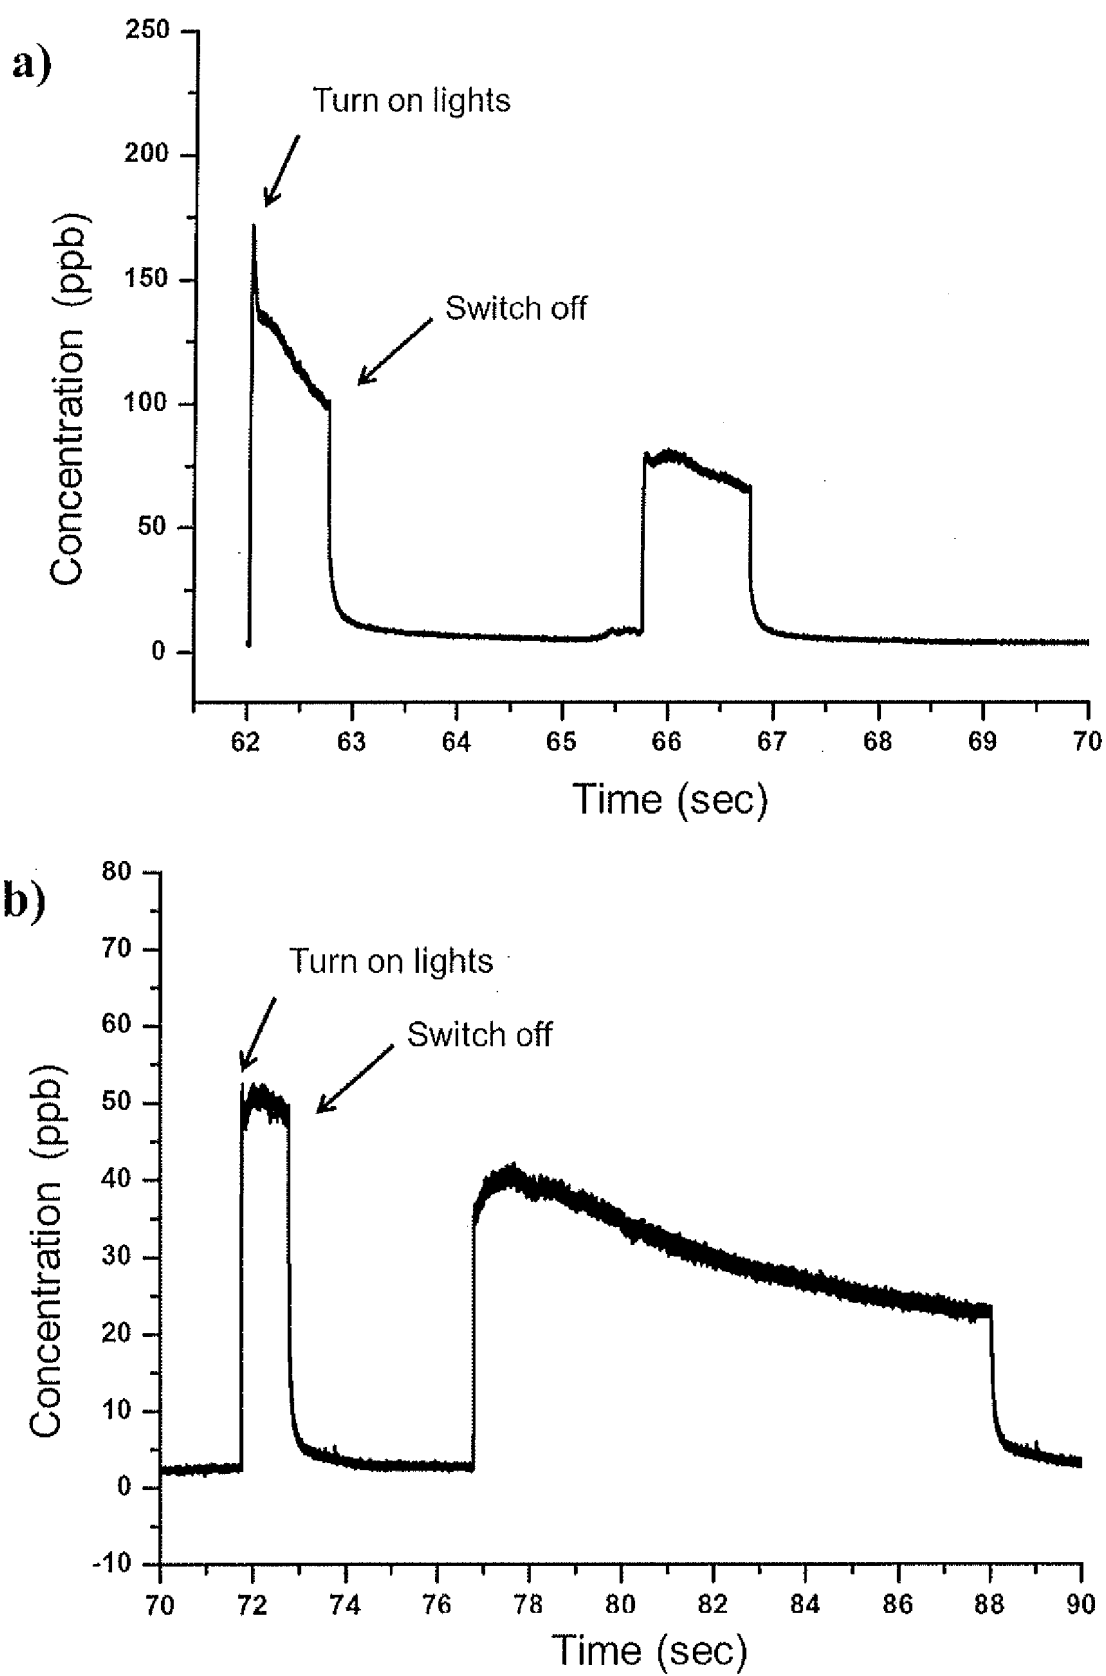 a)
250
200
150
100
50
0
Concentration (ppb)
Turn on lights
Switch off
62 63 64 65 66 67 68 69 70
Time (sec)
b)
80
70
60
50
40
30
20
10
0
-10
Concentration (ppb)
Turn on lights
Switch off
70 72 74 76 78 80 82 84 86 88 90
Time (sec)